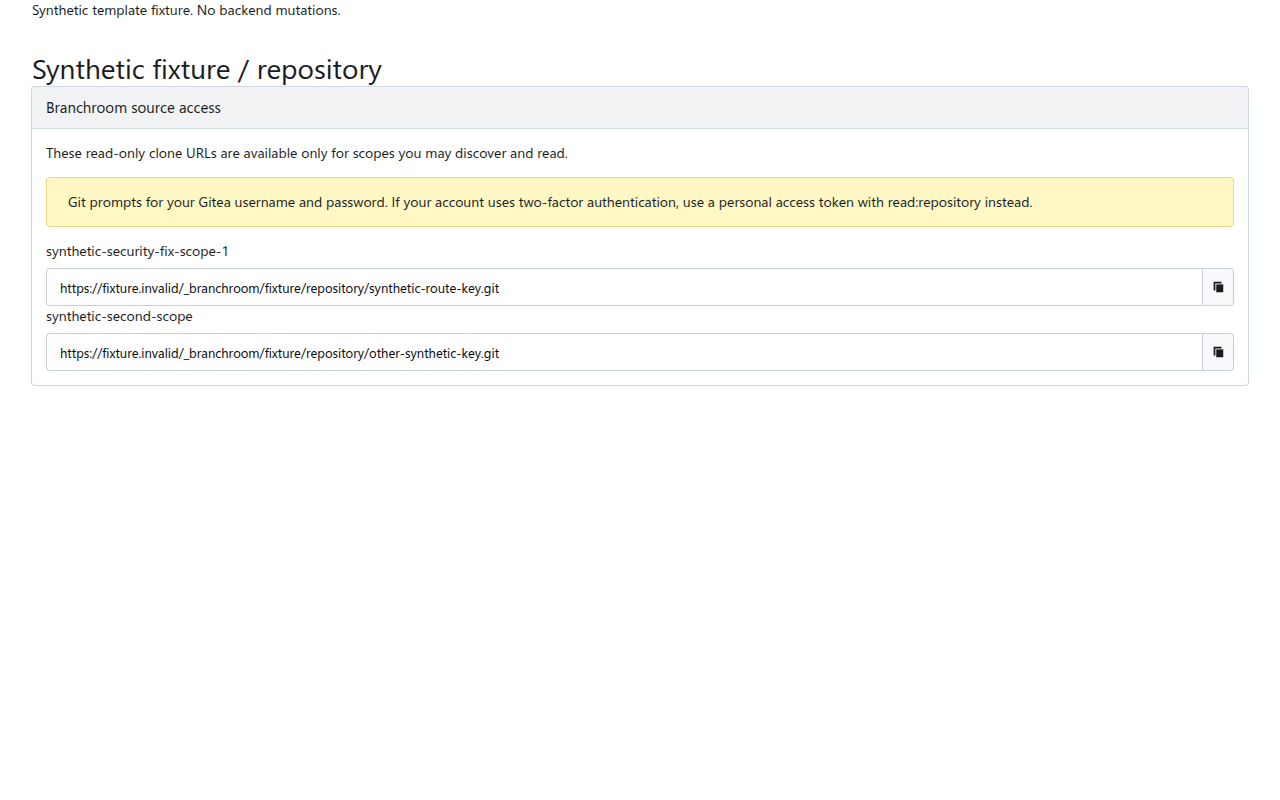 Synthetic template fixture. No backend mutations.
Synthetic fixture / repository
Branchroom source access
These read-only clone URLs are available only for scopes you may discover and read.
Git prompts for your Gitea username and password. If your account uses two-factor authentication, use a personal access token with read:repository instead.
synthetic-security-fix-scope-1
https://fixture.invalid/_branchroom/fixture/repository/synthetic-route-key.git
synthetic-second-scope
https://fixture.invalid/_branchroom/fixture/repository/other-synthetic-key.git